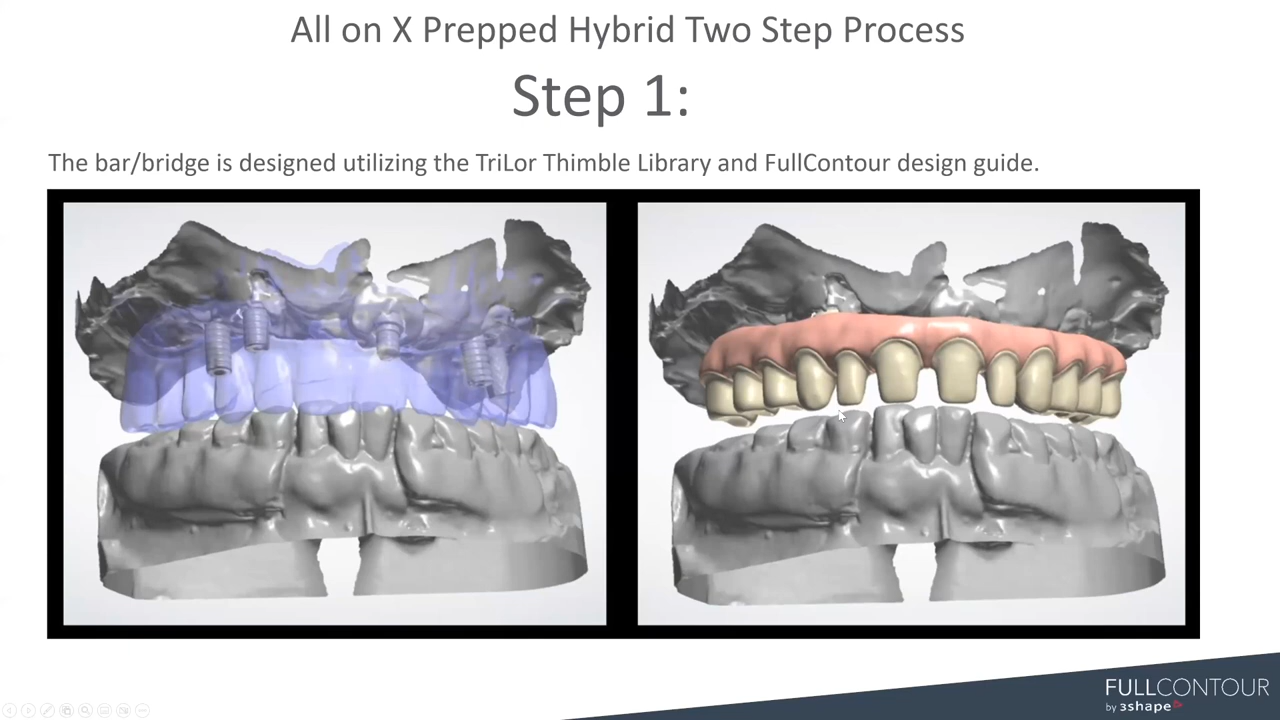 All on X Prepped Hybrid Two Step Process
Step 1:
The bar/bridge is designed utilizing the TriLor Thimble Library and FullContour design guide.
FULLCONTOUR
by 3shape